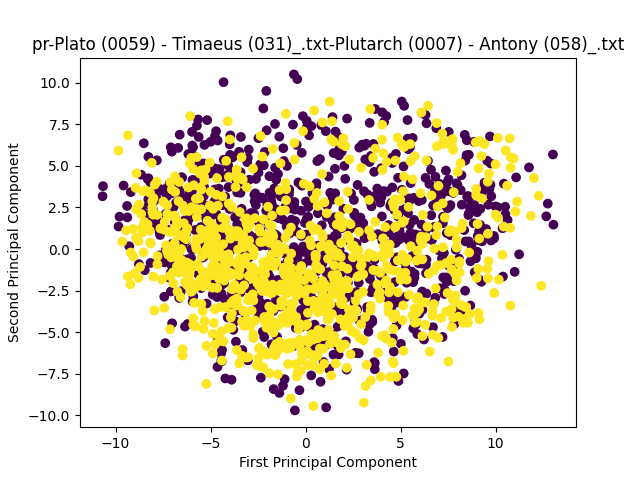 pr-Plato (0059) - Timaeus (031)_.txt-Plutarch (0007) - Antony (058)_.txt
10.0
7.5
5.0
2.5
0.0
−2.5
−5.0
−7.5
−10.0
Second Principal Component
−10 −5 0 5 10
First Principal Component